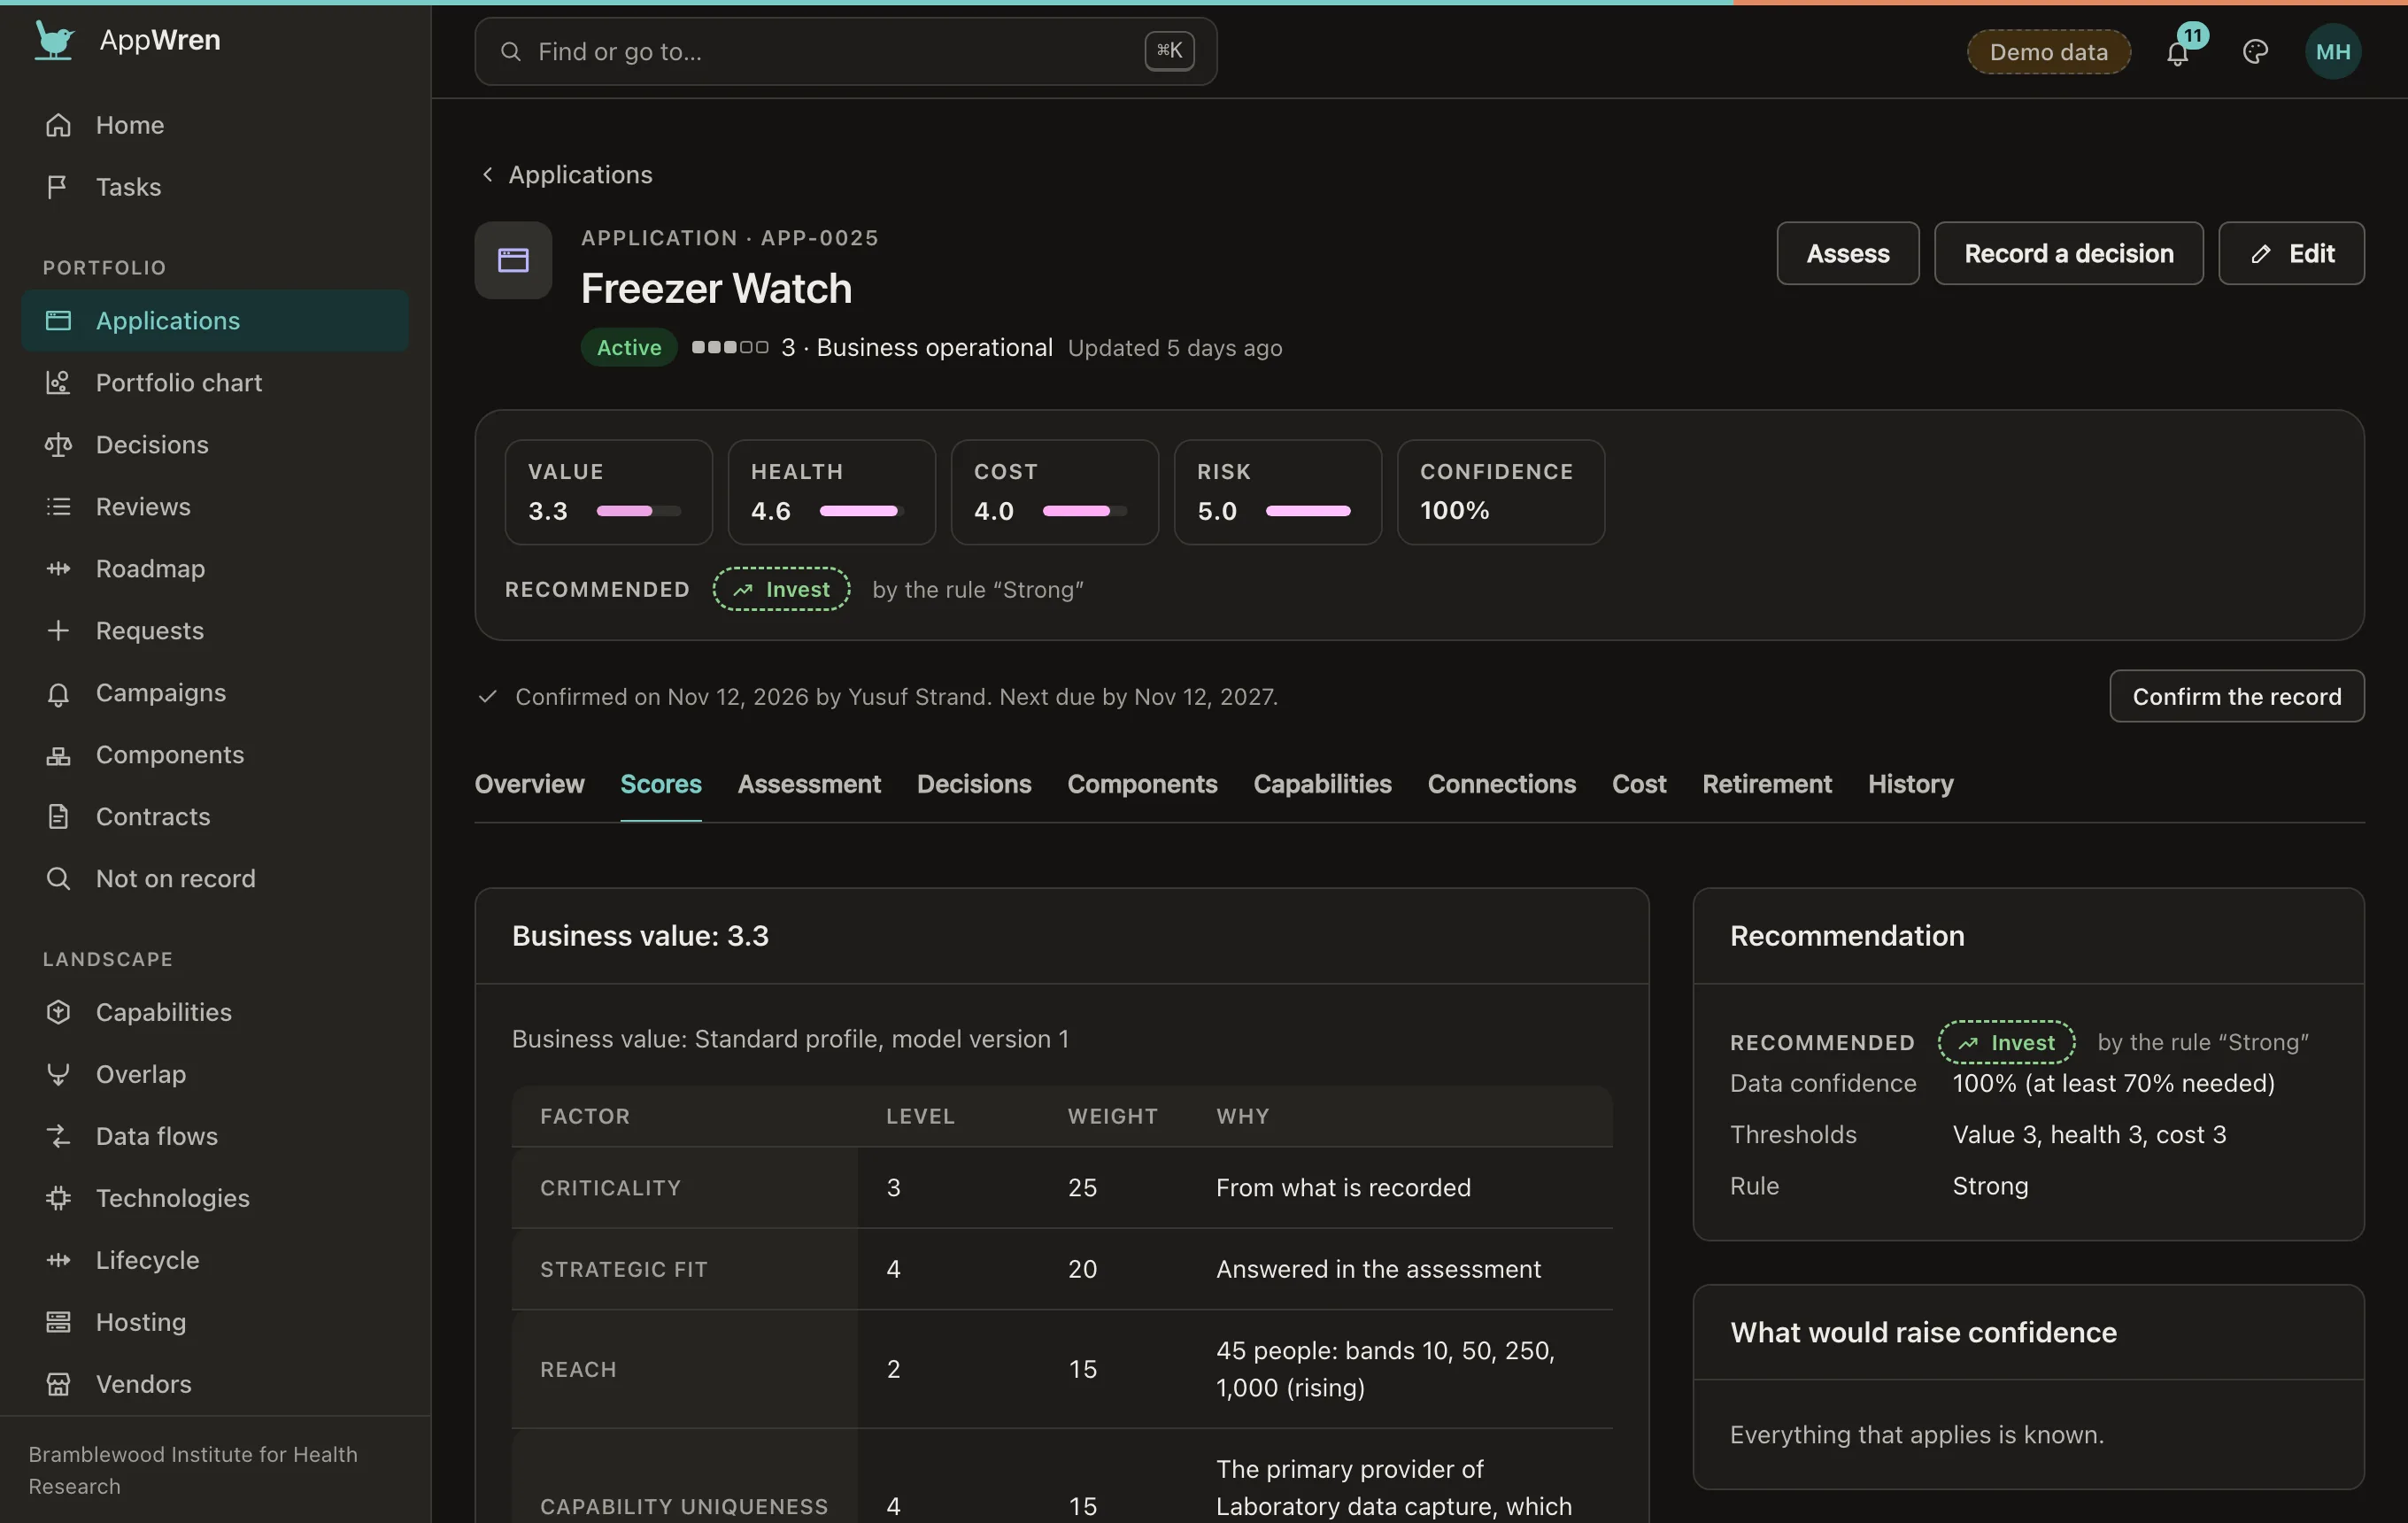 AppWren
Find or go to...
⌘K
Demo data
11
MH
Home
Tasks
PORTFOLIO
Applications
Portfolio chart
Decisions
Reviews
Roadmap
Requests
Campaigns
Components
Contracts
Not on record
LANDSCAPE
Capabilities
Overlap
Data flows
Technologies
Lifecycle
Hosting
Vendors
Bramblewood Institute for Health
Research
Applications
APPLICATION · APP-0025
Freezer Watch
Active 3 · Business operational Updated 5 days ago
Assess
Record a decision
Edit
VALUE
3.3
HEALTH
4.6
COST
4.0
RISK
5.0
CONFIDENCE
100%
RECOMMENDED Invest by the rule “Strong”
Confirmed on Nov 12, 2026 by Yusuf Strand. Next due by Nov 12, 2027.
Confirm the record
Overview Scores Assessment Decisions Components Capabilities Connections Cost Retirement History
Business value: 3.3
Business value: Standard profile, model version 1
FACTOR LEVEL WEIGHT WHY
CRITICALITY 3 25 From what is recorded
STRATEGIC FIT 4 20 Answered in the assessment
REACH 2 15 45 people: bands 10, 50, 250,
1,000 (rising)
CAPABILITY UNIQUENESS 4 15 The primary provider of
Laboratory data capture, which
Recommendation
RECOMMENDED Invest by the rule “Strong”
Data confidence 100% (at least 70% needed)
Thresholds Value 3, health 3, cost 3
Rule Strong
What would raise confidence
Everything that applies is known.